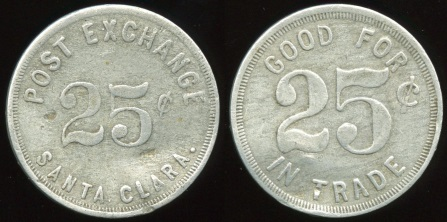 POST EXCHANGE
25¢
SANTA CLARA.
GOOD FOR
25¢
IN TRADE